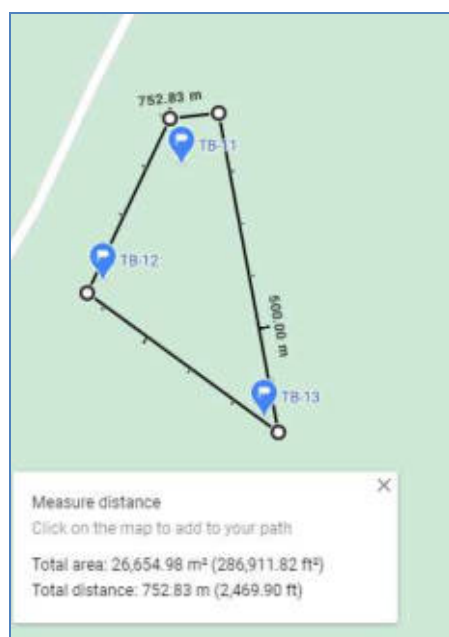 752.83 m
TB-11
TB-12
500.00 m
TB-13
Measure distance
Click on the map to add to your path
Total area: 26,654.98 m² (286,911.82 ft²)
Total distance: 752.83 m (2,469.90 ft)